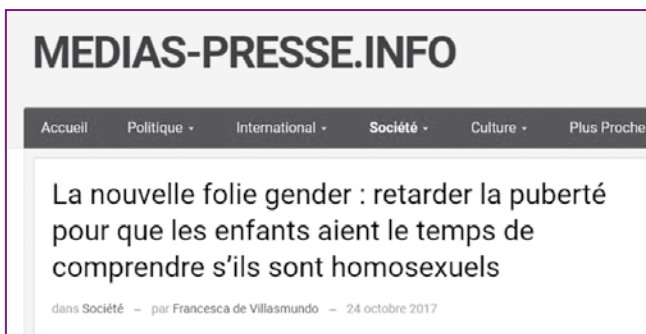 MEDIAS-PRESSE.INFO
Accueil Politique International Société Culture Plus Proche
La nouvelle folie gender : retarder la puberté
pour que les enfants aient le temps de
comprendre s'ils sont homosexuels
dans Société – par Francesca de Villasmundo – 24 octobre 2017